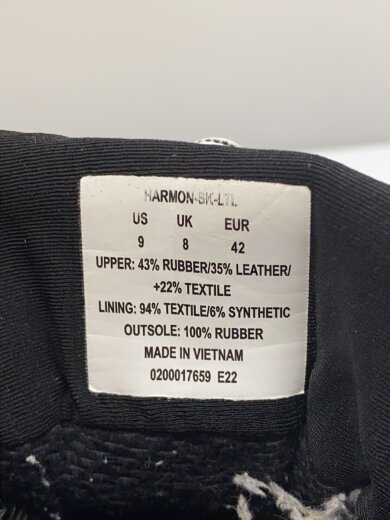 HARMON-BK-LTL
US UK EUR
9 8 42
UPPER: 43% RUBBER/35% LEATHER/
+22% TEXTILE
LINING: 94% TEXTILE/6% SYNTHETIC
OUTSOLE: 100% RUBBER
MADE IN VIETNAM
0200017659 E22